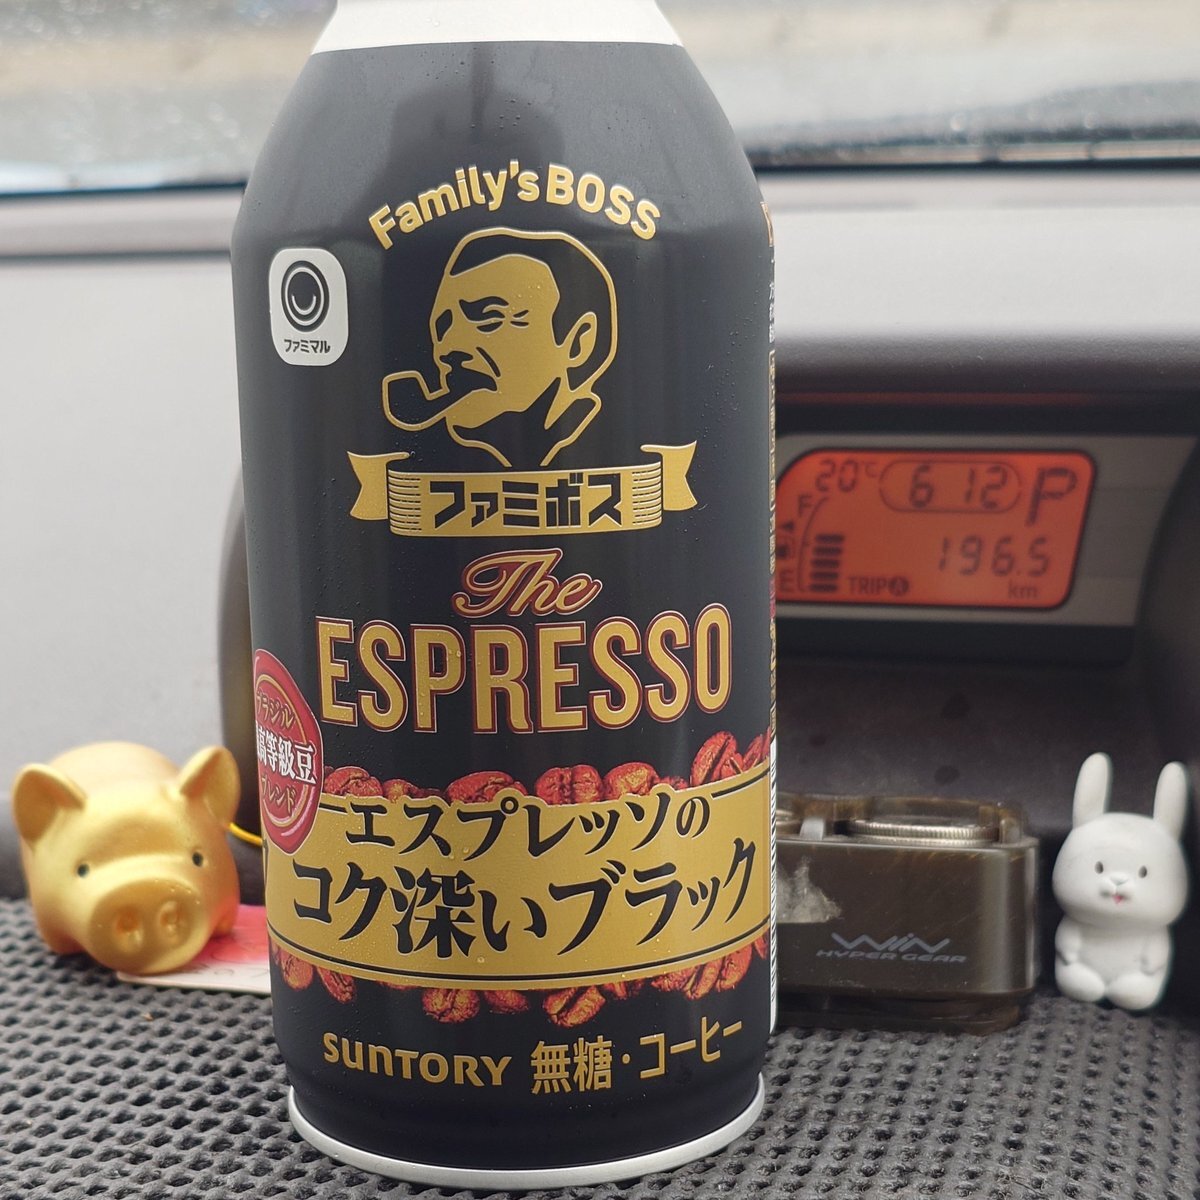 Family's BOSS
ファミマル
ファミボス
The
ESPRESSO
ブラジル
高等級豆
ブレンド
エスプレッソの
コク深いブラック
SUNTORY 無糖・コーヒー
20°C 6 12 P
F
196.5
E TRIP A km
WIN
HYPER GEAR